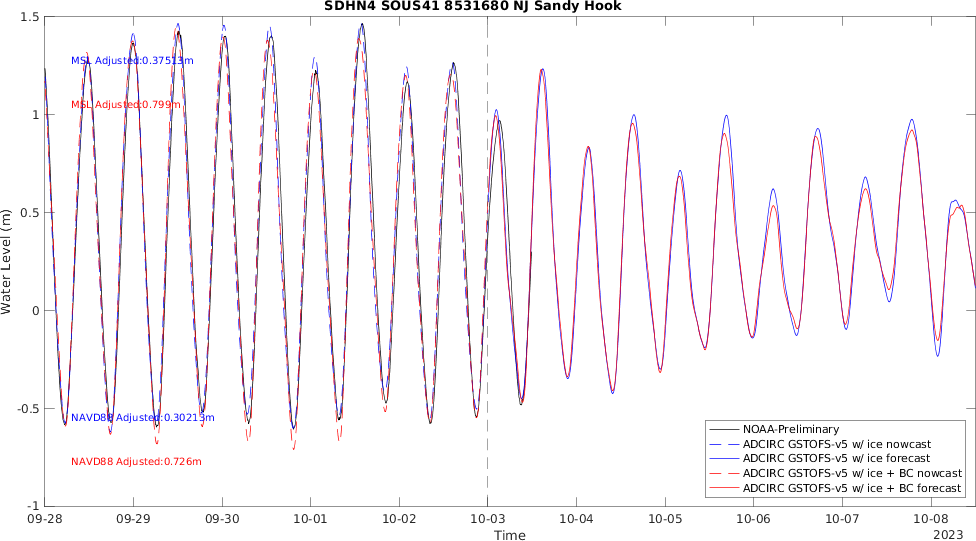 SDHN4 SOUS41 8531680 NJ Sandy Hook
1.5
1
0.5
0
-0.5
-1
Water Level (m)
MSL Adjusted:0.37513m
MSL Adjusted:0.799m
NAVD88 Adjusted:0.30213m
NAVD88 Adjusted:0.726m
NOAA-Preliminary
ADCIRC GSTOFS-v5 w/ ice nowcast
ADCIRC GSTOFS-v5 w/ ice forecast
ADCIRC GSTOFS-v5 w/ ice + BC nowcast
ADCIRC GSTOFS-v5 w/ ice + BC forecast
09-28 09-29 09-30 10-01 10-02 10-03 10-04 10-05 10-06 10-07 10-08
Time
2023